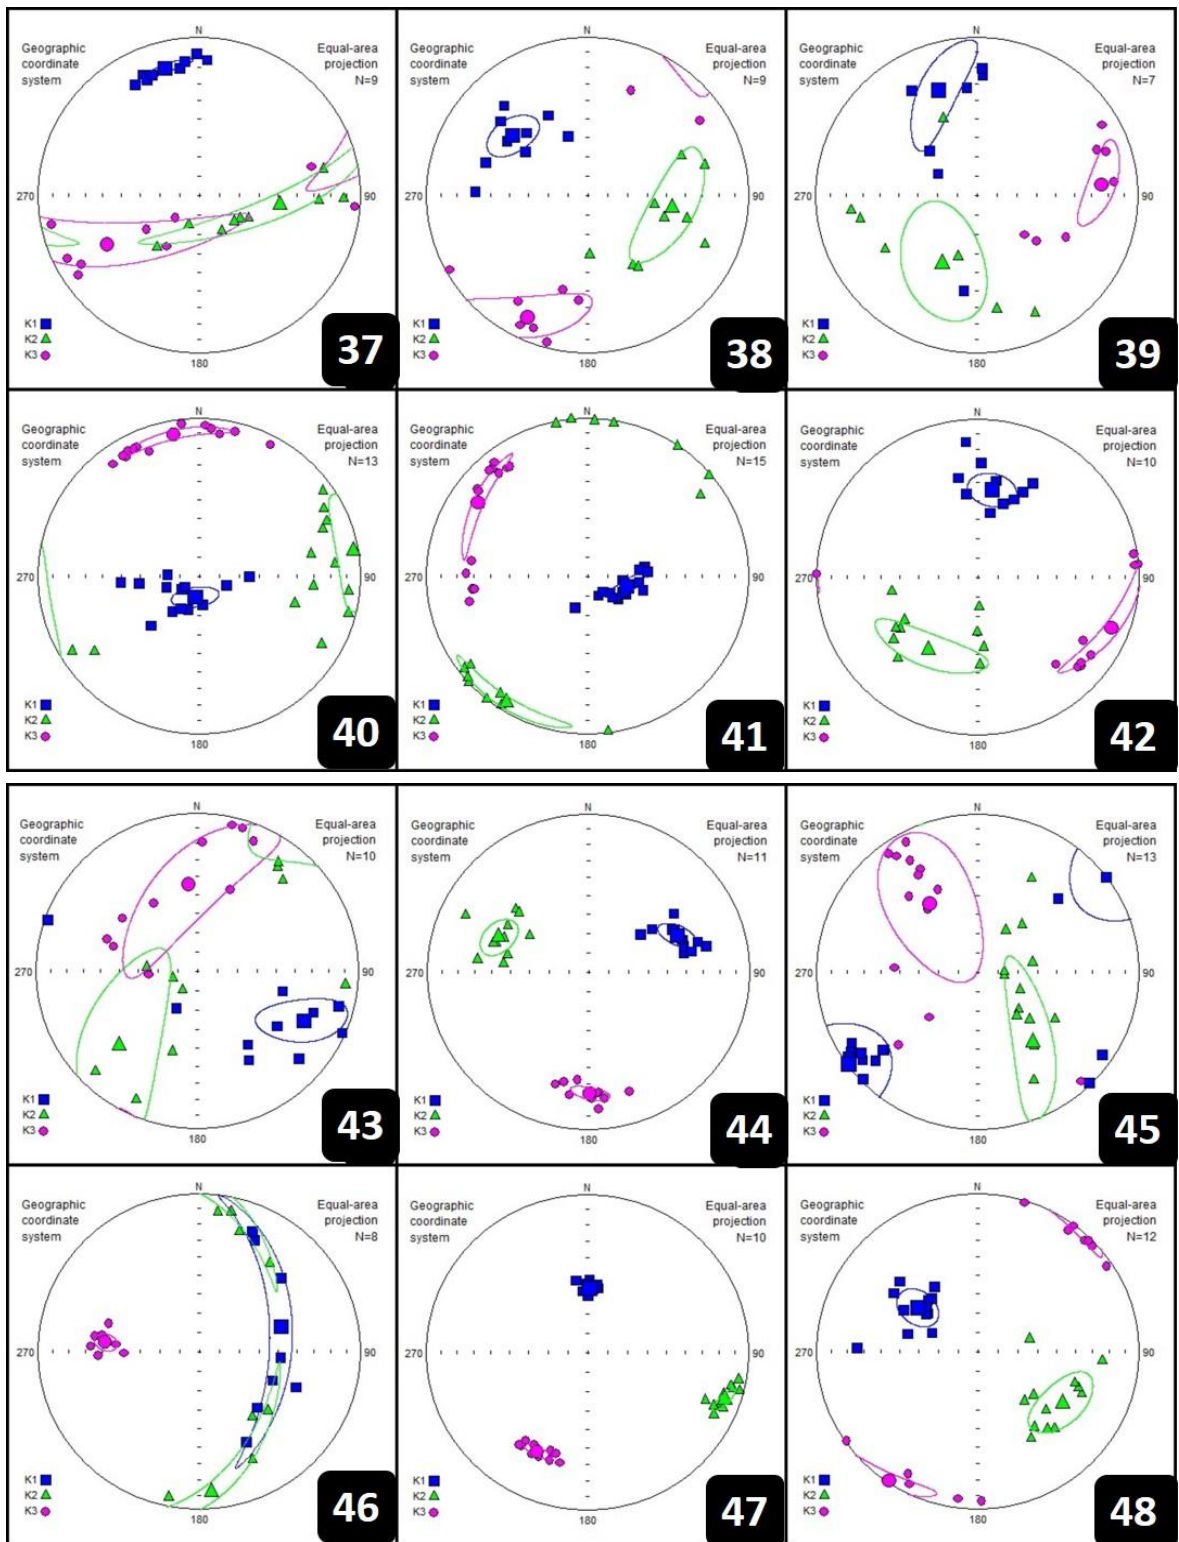 N
Geographic
coordinate
system
Equal-area
projection
N=9
270
90
K1
K2
K3
180
37
N
Geographic
coordinate
system
Equal-area
projection
N=9
270
90
K1
K2
K3
180
38
N
Geographic
coordinate
system
Equal-area
projection
N=7
270
90
K1
K2
K3
180
39
N
Geographic
coordinate
system
Equal-area
projection
N=13
270
90
K1
K2
K3
180
40
N
Geographic
coordinate
system
Equal-area
projection
N=15
270
90
K1
K2
K3
180
41
N
Geographic
coordinate
system
Equal-area
projection
N=10
270
90
K1
K2
K3
180
42
N
Geographic
coordinate
system
Equal-area
projection
N=10
270
90
K1
K2
K3
180
43
N
Geographic
coordinate
system
Equal-area
projection
N=11
270
90
K1
K2
K3
180
44
N
Geographic
coordinate
system
Equal-area
projection
N=13
270
90
K1
K2
K3
180
45
N
Geographic
coordinate
system
Equal-area
projection
N=8
270
90
K1
K2
K3
180
46
N
Geographic
coordinate
system
Equal-area
projection
N=10
270
90
K1
K2
K3
180
47
N
Geographic
coordinate
system
Equal-area
projection
N=12
270
90
K1
K2
K3
180
48